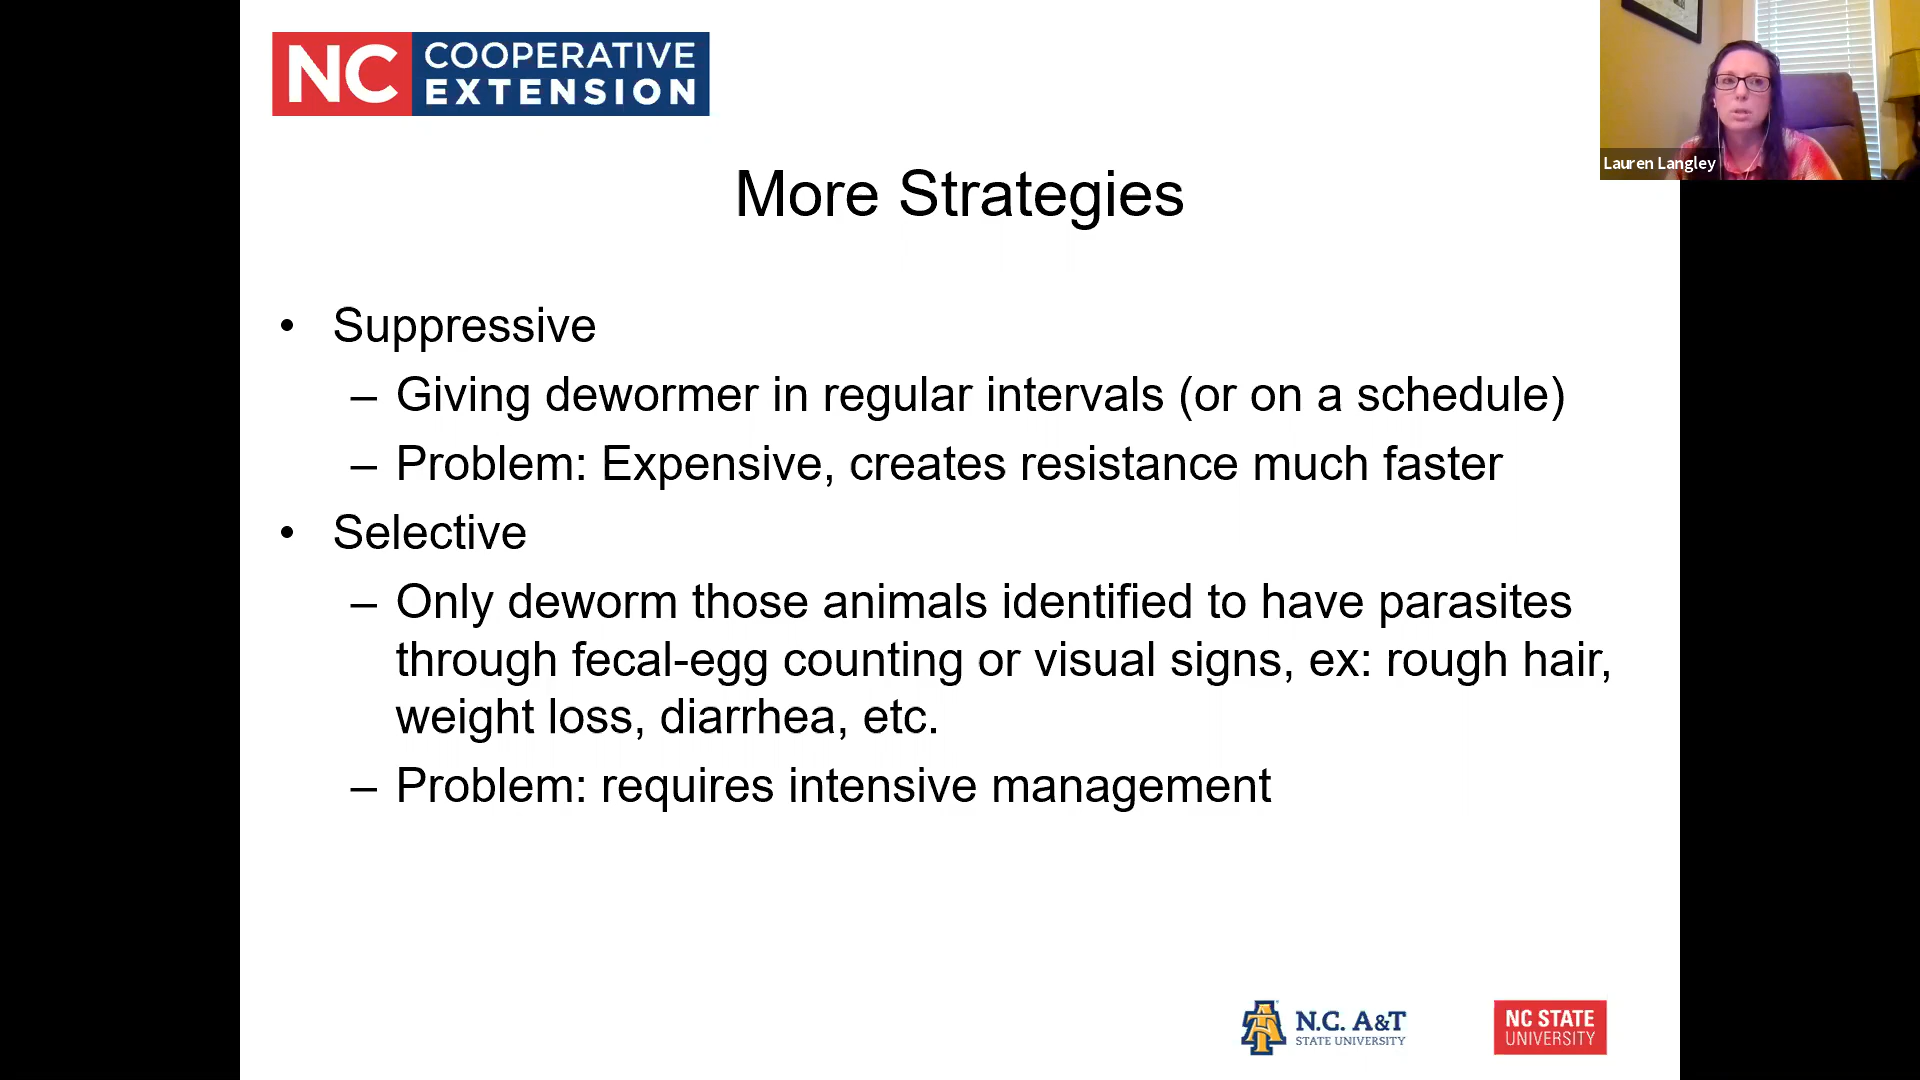 NC COOPERATIVE
EXTENSION
Lauren Langley
More Strategies
• Suppressive
– Giving dewormer in regular intervals (or on a schedule)
– Problem: Expensive, creates resistance much faster
• Selective
– Only deworm those animals identified to have parasites
through fecal-egg counting or visual signs, ex: rough hair,
weight loss, diarrhea, etc.
– Problem: requires intensive management
AT
N.C. A&T
STATE UNIVERSITY
NC STATE
UNIVERSITY